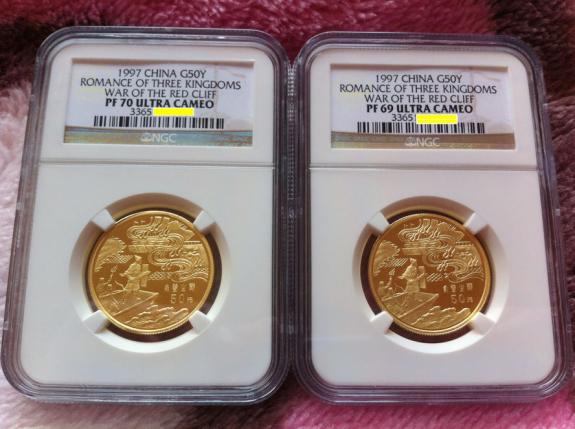 1997 CHINA G50Y
ROMANCE OF THREE KINGDOMS
WAR OF THE RED CLIFF
PF 70 ULTRA CAMEO
3365
NGC
50元
1997 CHINA G50Y
ROMANCE OF THREE KINGDOMS
WAR OF THE RED CLIFF
PF 69 ULTRA CAMEO
3365
NGC
50元